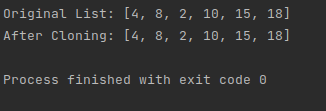 Original List: [4, 8, 2, 10, 15, 18]
After Cloning: [4, 8, 2, 10, 15, 18]
Process finished with exit code 0